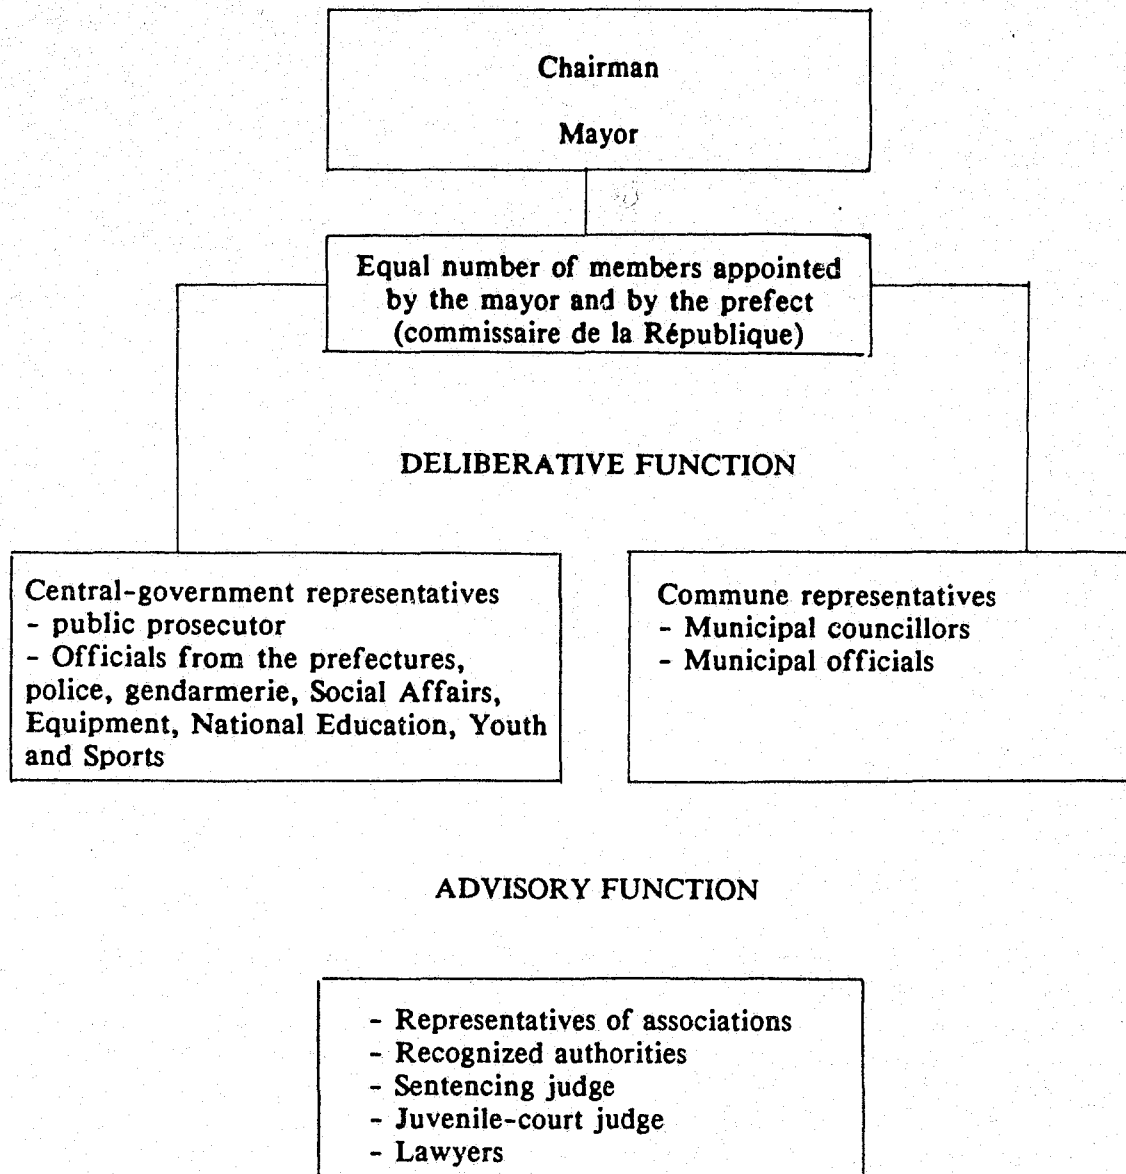 Chairman
Mayor
Equal number of members appointed
by the mayor and by the prefect
(commissaire de la République)
DELIBERATIVE FUNCTION
Central-government representatives
- public prosecutor
- Officials from the prefectures,
police, gendarmerie, Social Affairs,
Equipment, National Education, Youth
and Sports
Commune representatives
- Municipal councillors
- Municipal officials
ADVISORY FUNCTION
- Representatives of associations
- Recognized authorities
- Sentencing judge
- Juvenile-court judge
- Lawyers